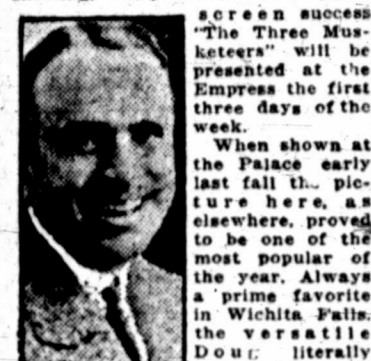 screen success
"The Three Mus-
keteers" will be
presented at the
Empress the first
three days of the
week.
When shown at
the Palace early
last fall the pic-
ture here, as
elsewhere, proved
to be one of the
most popular of
the year. Always
a prime favorite
in Wichita Falls,
the versatile
Doug literally